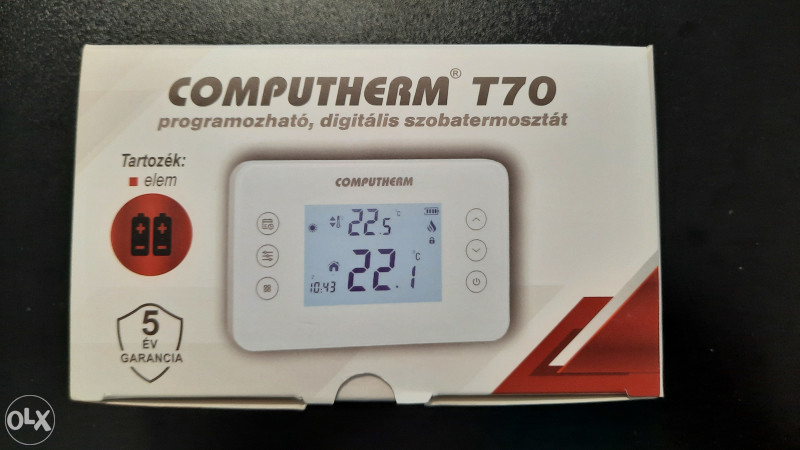 COMPUTHERM® T70
programozható, digitális szobatermosztát
Tartozék:
elem
COMPUTHERM
22.5 °C
22.1 °C
10:43
5
ÉV
GARANCIA
OLX